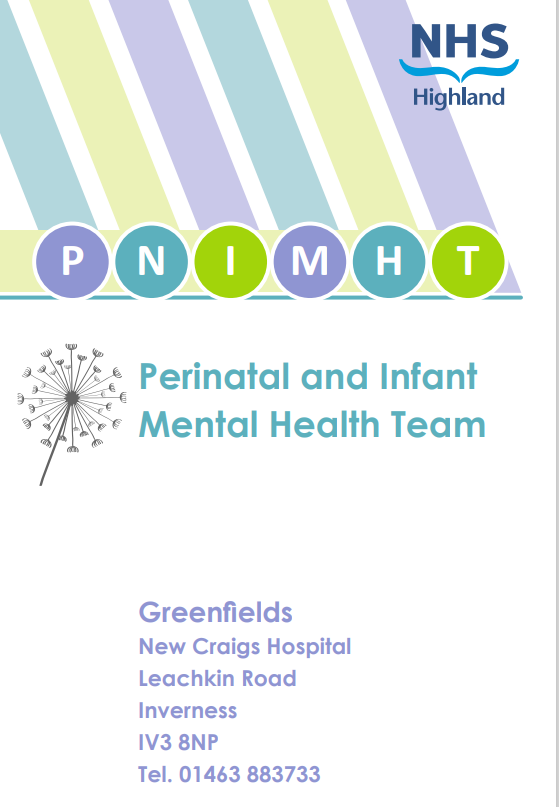 NHS
Highland
P N I M H T
Perinatal and Infant
Mental Health Team
Greenfields
New Craigs Hospital
Leachkin Road
Inverness
IV3 8NP
Tel. 01463 883733